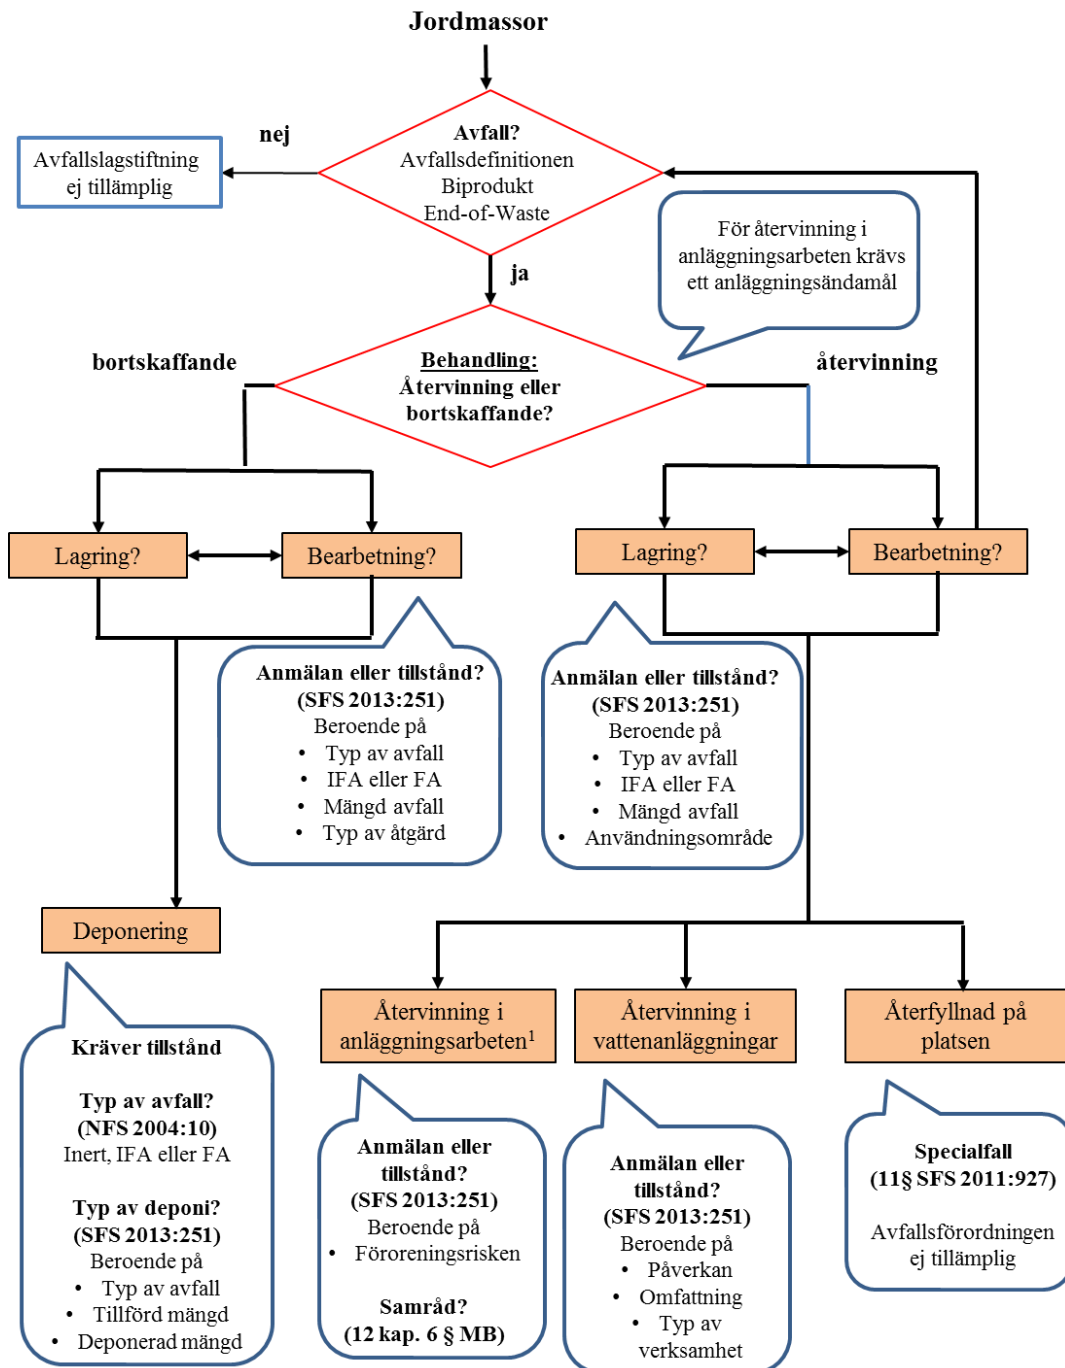 Jordmassor
nej
Avfall?
Avfallsdefinitionen
Biprodukt
End-of-Waste
Avfallslagstiftning
ej tillämplig
ja
För återvinning i
anläggningsarbeten krävs
ett anläggningsändamål
bortskaffande
återvinning
Behandling:
Återvinning eller
bortskaffande?
Lagring?
Bearbetning?
Lagring?
Bearbetning?
Anmälan eller tillstånd?
(SFS 2013:251)
Beroende på
• Typ av avfall
• IFA eller FA
• Mängd avfall
• Typ av åtgärd
Anmälan eller tillstånd?
(SFS 2013:251)
Beroende på
• Typ av avfall
• IFA eller FA
• Mängd avfall
• Användningsområde
Deponering
Återvinning i
anläggningsarbeten¹
Återvinning i
vattenanläggningar
Återfyllnad på
platsen
Kräver tillstånd
Typ av avfall?
(NFS 2004:10)
Inert, IFA eller FA
Typ av deponi?
(SFS 2013:251)
Beroende på
• Typ av avfall
• Tillförd mängd
• Deponerad mängd
Anmälan eller
tillstånd?
(SFS 2013:251)
Beroende på
• Föroreningsrisken
Samråd?
(12 kap. 6 § MB)
Anmälan eller
tillstånd?
(SFS 2013:251)
Beroende på
• Påverkan
• Omfattning
• Typ av
verksamhet
Specialfall
(11§ SFS 2011:927)
Avfallsförordningen
ej tillämplig